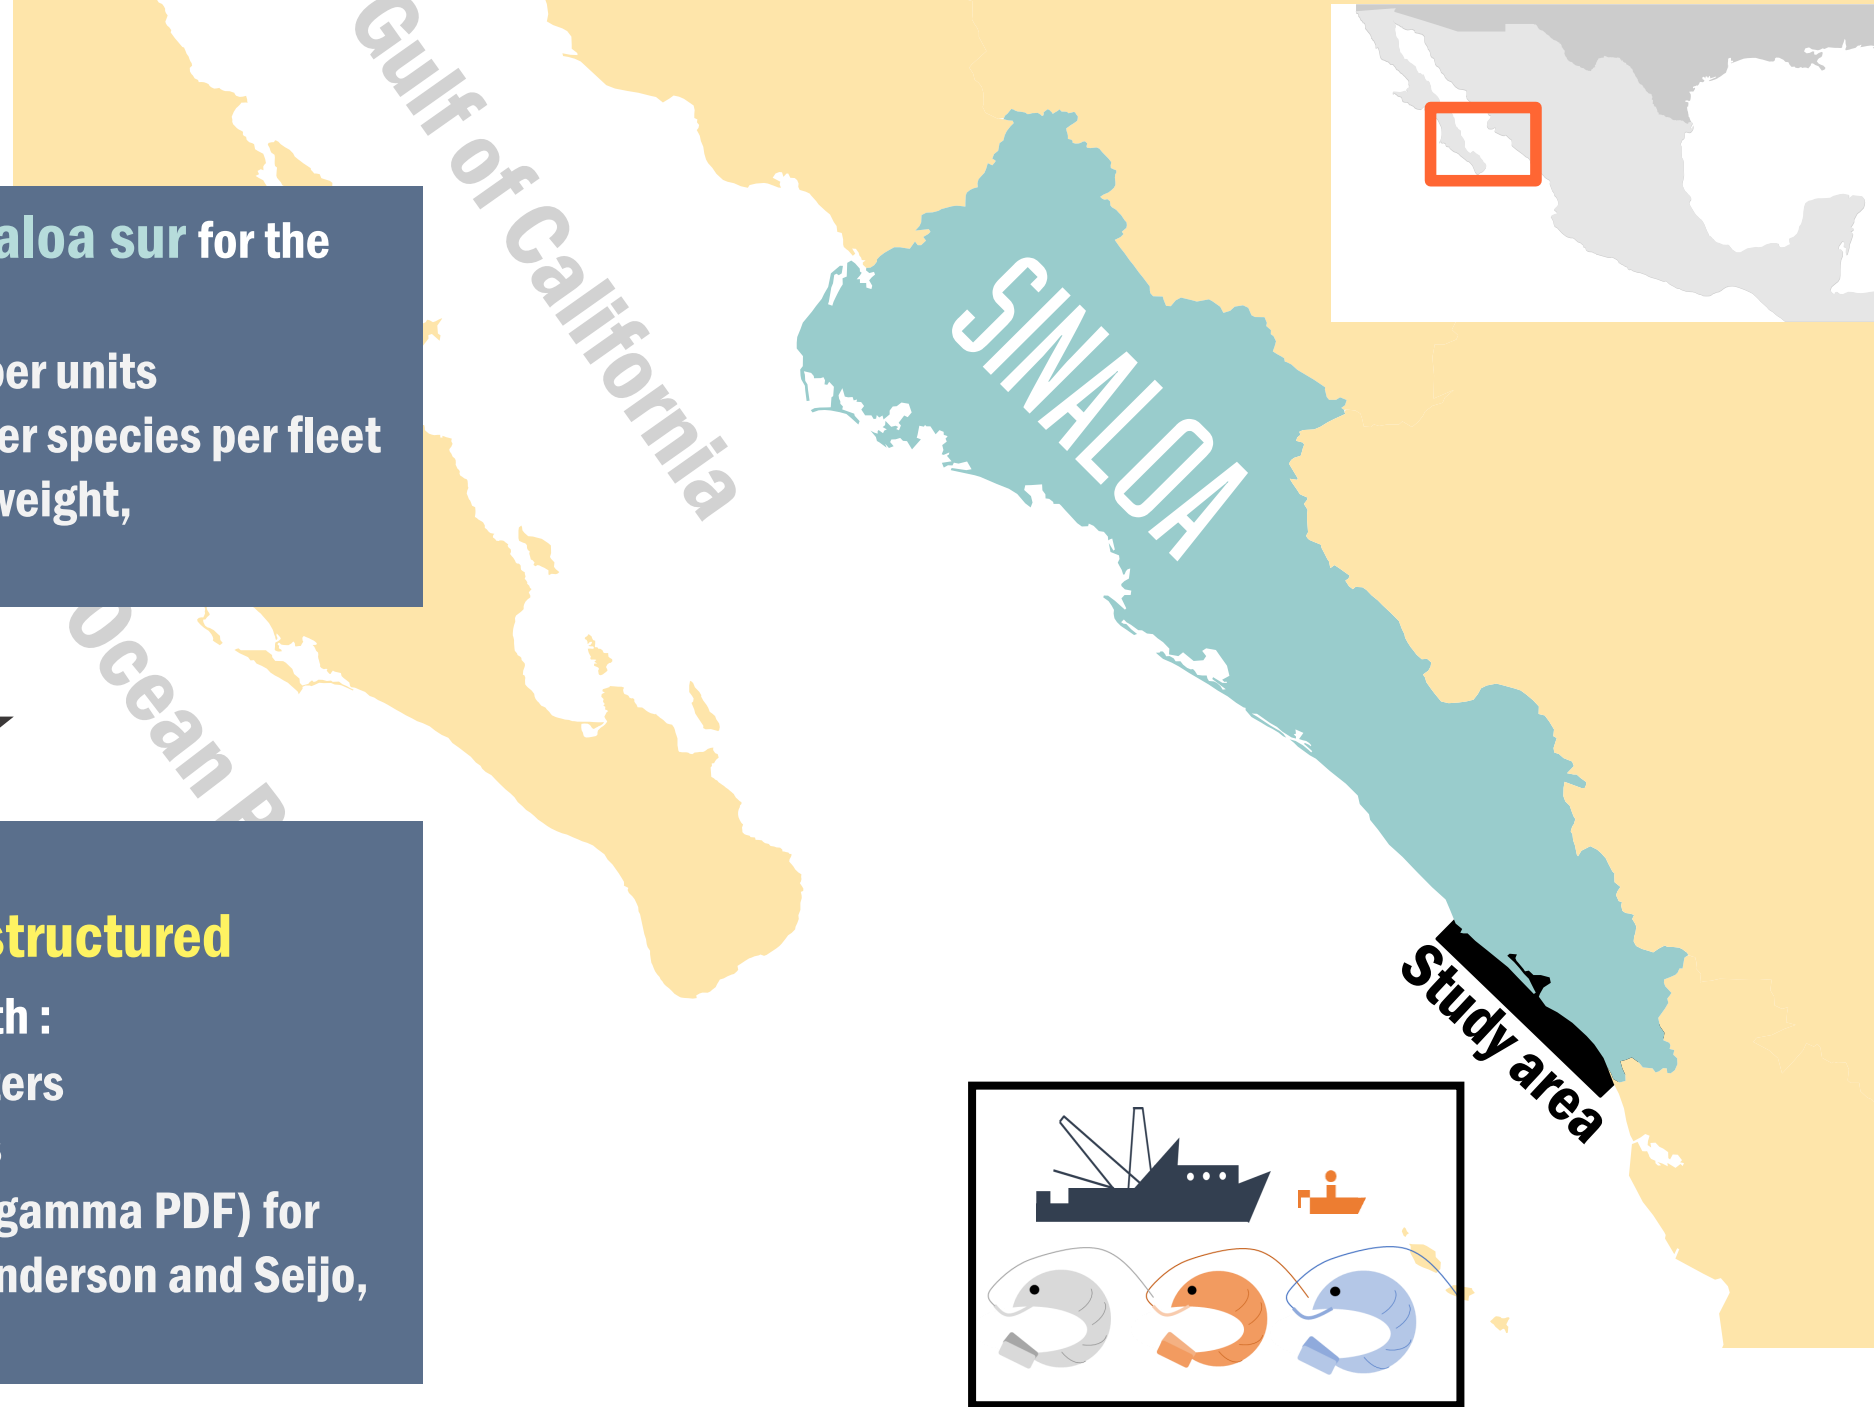 Gulf of California
aloa sur for the
per units
er species per fleet
weight,
SINALOA
Ocean P
structured
th :
ters
s
gamma PDF) for
nderson and Seijo,
Study area